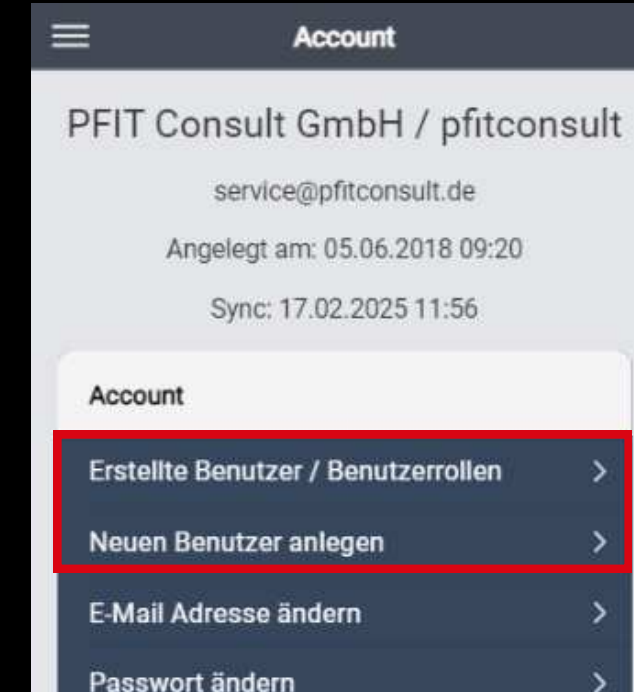 Account
PFIT Consult GmbH / pfitconsult
service@pfitconsult.de
Angelegt am: 05.06.2018 09:20
Sync: 17.02.2025 11:56
Account
Erstellte Benutzer / Benutzerrollen
Neuen Benutzer anlegen
E-Mail Adresse ändern
Passwort ändern